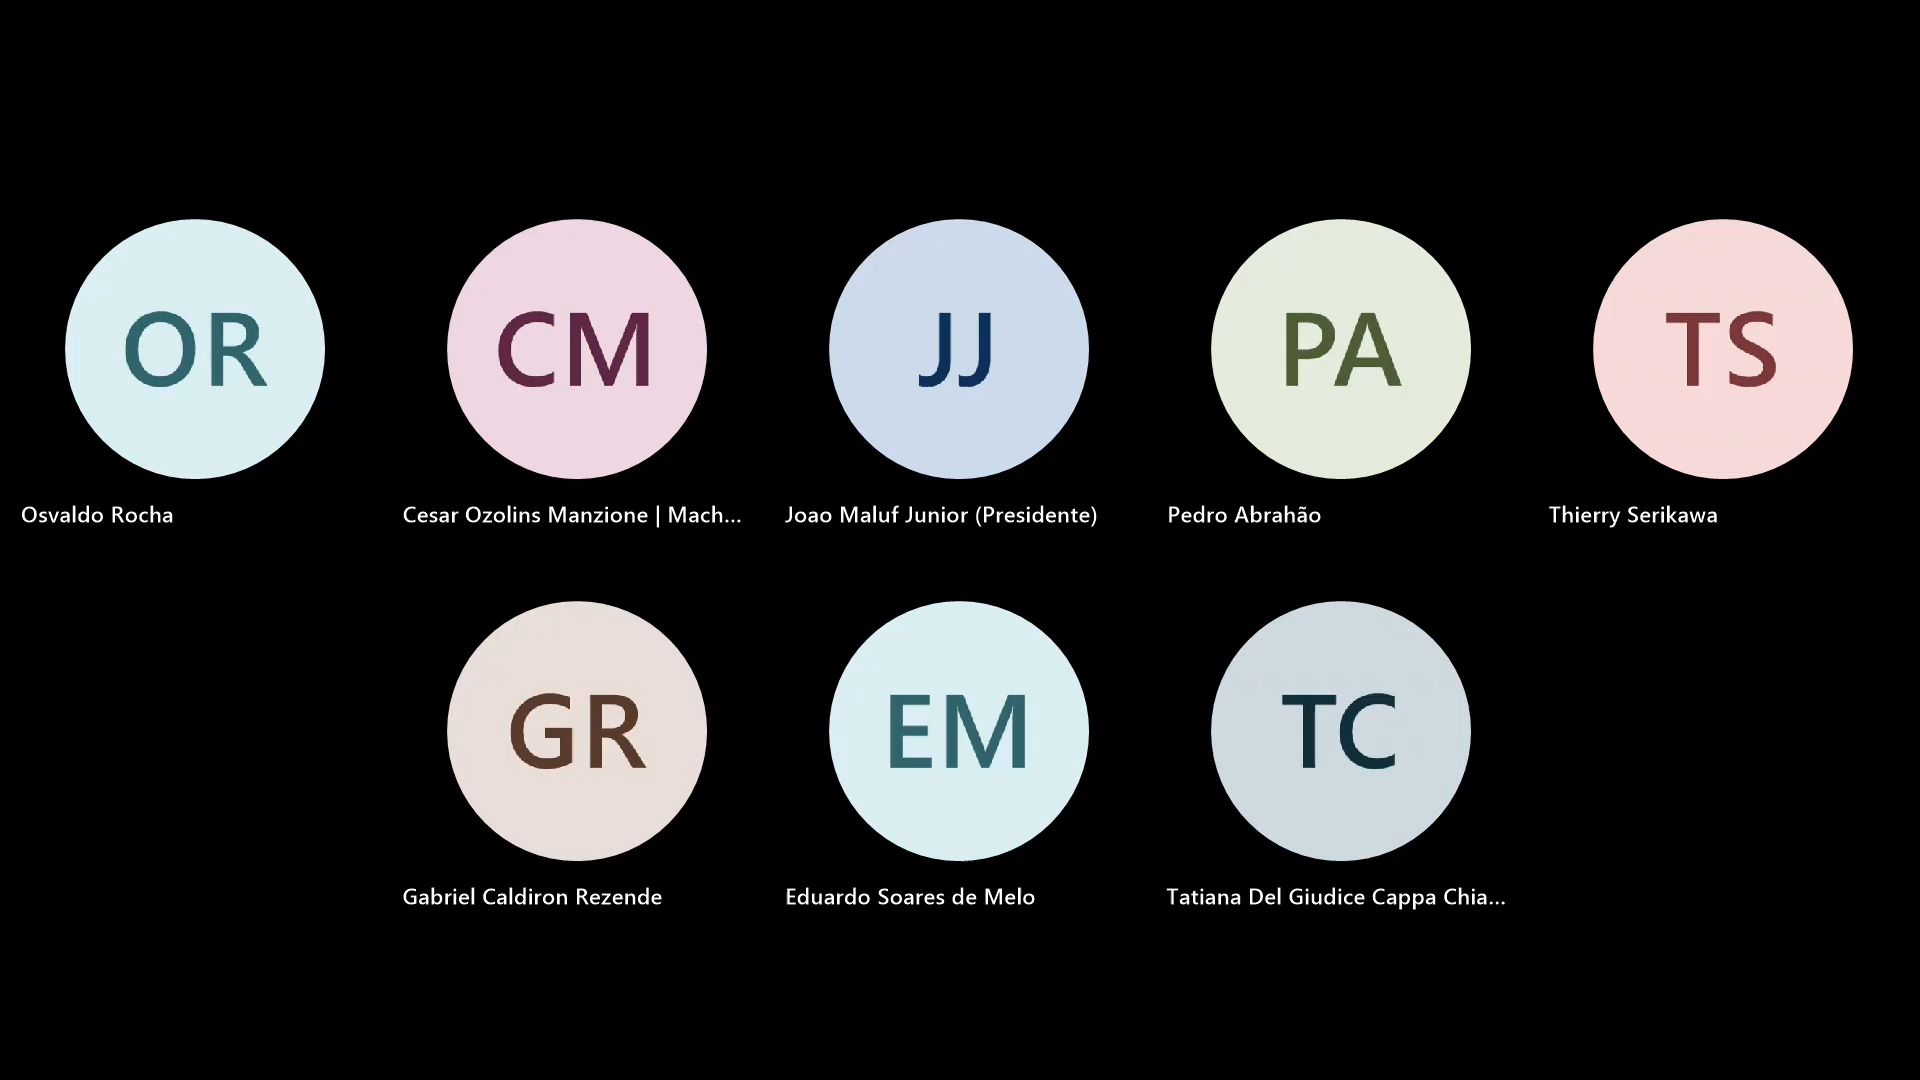 OR
CM
JJ
PA
TS
Osvaldo Rocha
Cesar Ozolins Manzione | Mach...
Joao Maluf Junior (Presidente)
Pedro Abrahão
Thierry Serikawa
GR
EM
TC
Gabriel Caldiron Rezende
Eduardo Soares de Melo
Tatiana Del Giudice Cappa Chia...